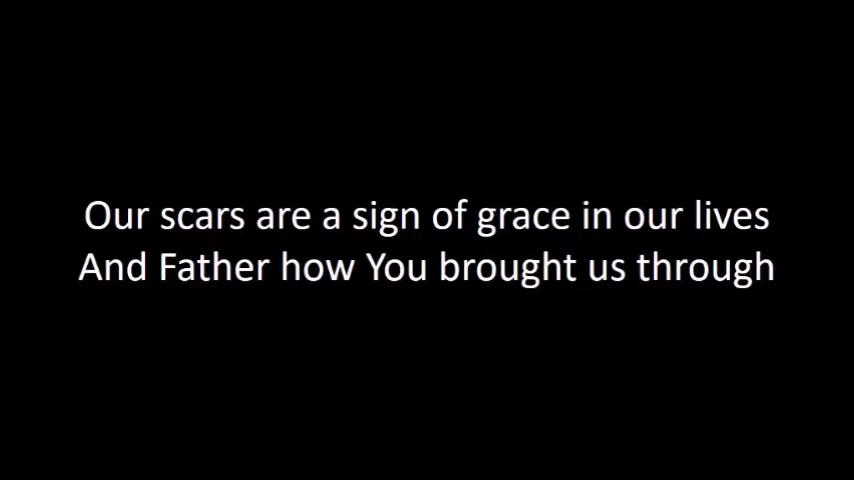 Our scars are a sign of grace in our lives
And Father how You brought us through